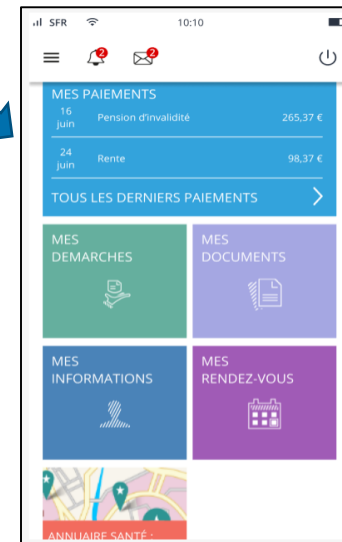 SFR 10:10
2 2
MES PAIEMENTS
16 juin Pension d'invalidité 265,37 €
24 juin Rente 98,37 €
TOUS LES DERNIERS PAIEMENTS
MES DEMARCHES
MES DOCUMENTS
MES INFORMATIONS
MES RENDEZ-VOUS
ANNUAIRE SANTÉ :